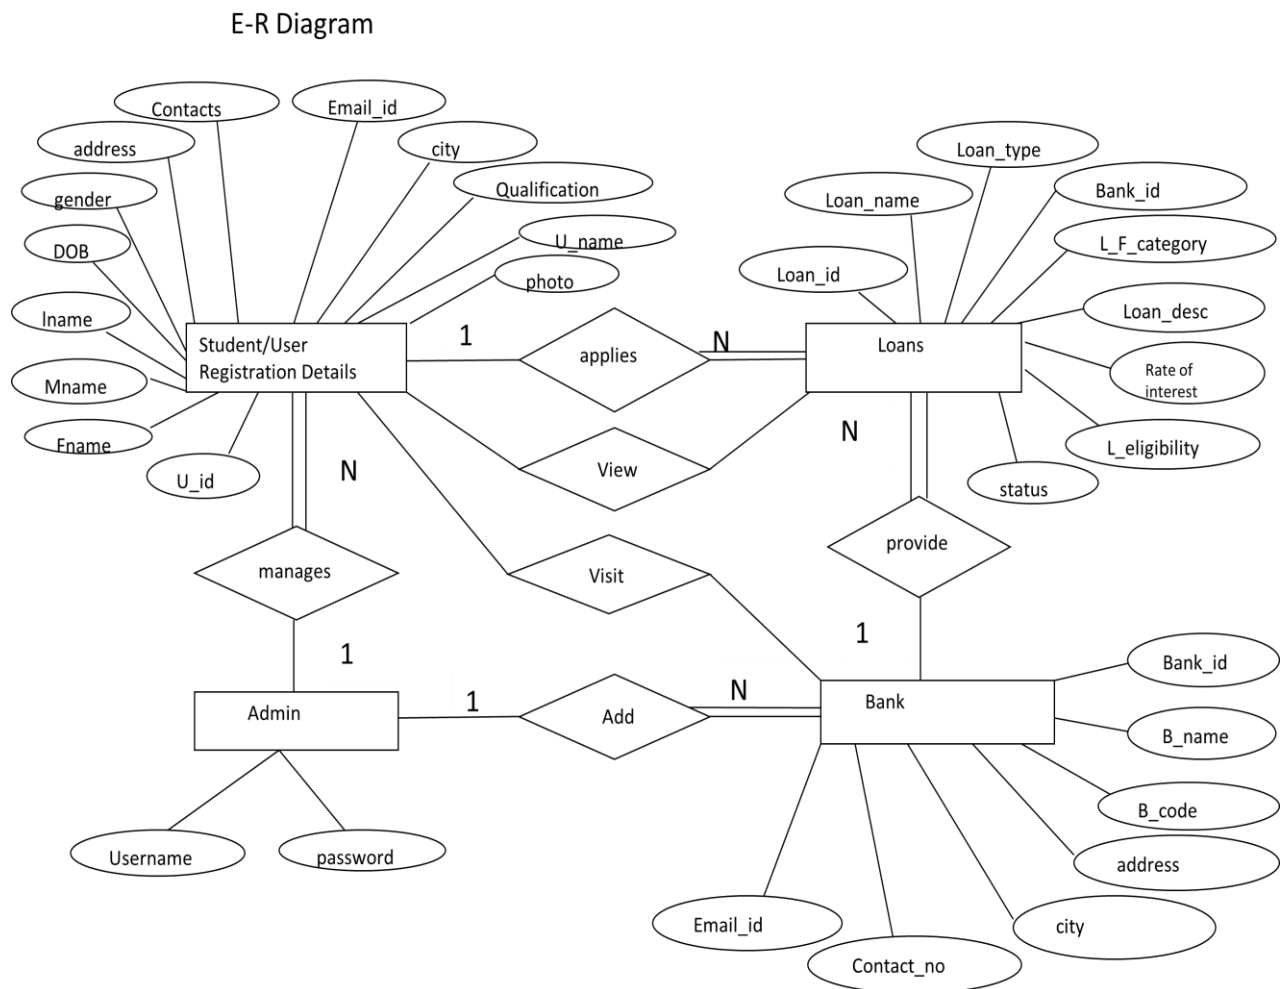 E-R Diagram
Contacts
Email_id
address
city
Loan_type
gender
Qualification
Loan_name
Bank_id
DOB
U_name
L_F_category
photo
Loan_id
lname
Loan_desc
Student/User
Registration Details
1
applies
N
Loans
Mname
Rate of
interest
Fname
N
L_eligibility
U_id
N
View
status
manages
Visit
provide
1
1
Bank_id
Admin
1
Add
N
Bank
B_name
B_code
Username
password
address
Email_id
city
Contact_no